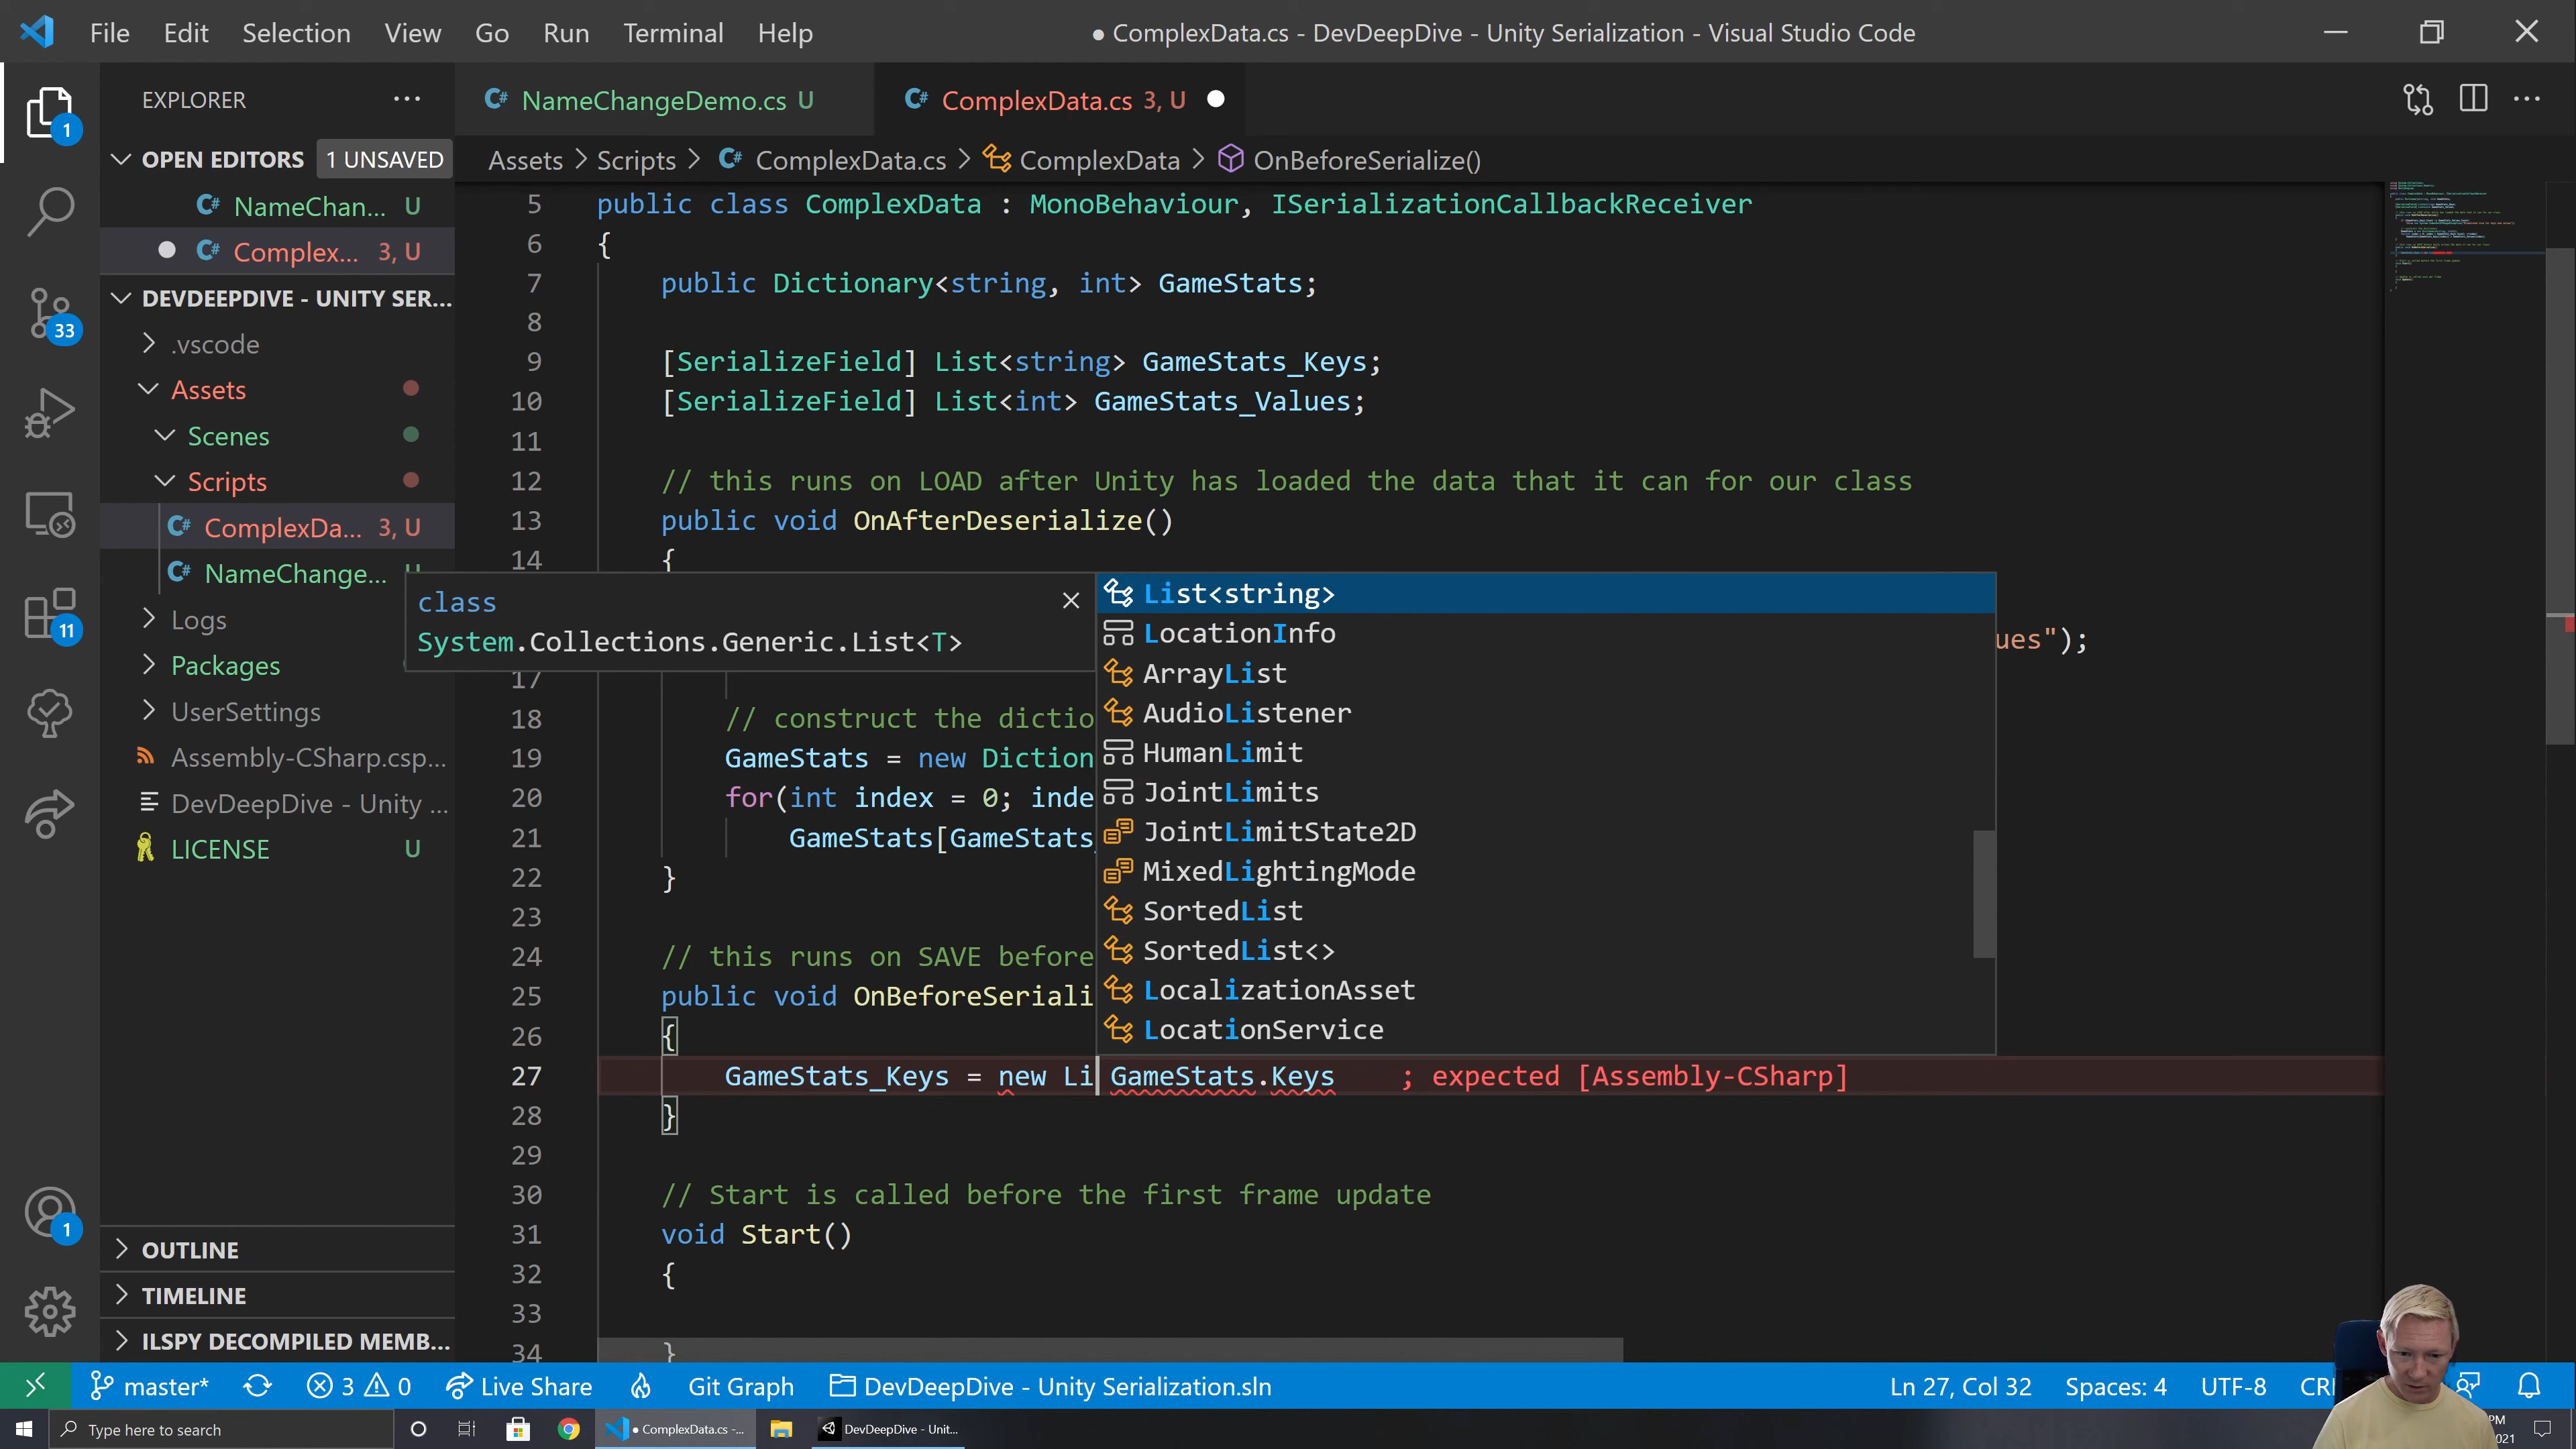 File Edit Selection View Go Run Terminal Help
● ComplexData.cs - DevDeepDive - Unity Serialization - Visual Studio Code
EXPLORER
OPEN EDITORS 1 UNSAVED
NameChan... U
Complex... 3, U
DEVDEEPDIVE - UNITY SER...
.vscode
Assets
Scenes
Scripts
ComplexDa... 3, U
NameChange... U
Logs
Packages
UserSettings
Assembly-CSharp.csp...
DevDeepDive - Unity ...
LICENSE U
OUTLINE
TIMELINE
ILSPY DECOMPILED MEMB...
1
33
11
1
NameChangeDemo.cs U
ComplexData.cs 3, U
Assets > Scripts > ComplexData.cs > ComplexData > OnBeforeSerialize()
5 public class ComplexData : MonoBehaviour, ISerializationCallbackReceiver
6 {
7 public Dictionary<string, int> GameStats;
8
9 [SerializeField] List<string> GameStats_Keys;
10 [SerializeField] List<int> GameStats_Values;
11
12 // this runs on LOAD after Unity has loaded the data that it can for our class
13 public void OnAfterDeserialize()
14 {
ues");
17
18 // construct the dictio
19 GameStats = new Diction
20 for(int index = 0; inde
21 GameStats[GameStats_
22 }
23
24 // this runs on SAVE before
25 public void OnBeforeSeriali
26 {
27 GameStats_Keys = new Li GameStats.Keys ; expected [Assembly-CSharp]
28 }
29
30 // Start is called before the first frame update
31 void Start()
32 {
33
34 }
class
System.Collections.Generic.List<T>
List<string>
LocationInfo
ArrayList
AudioListener
HumanLimit
JointLimits
JointLimitState2D
MixedLightingMode
SortedList
SortedList<>
LocalizationAsset
LocationService
master* 3 0 Live Share Git Graph DevDeepDive - Unity Serialization.sln Ln 27, Col 32 Spaces: 4 UTF-8
Type here to search
● ComplexData.cs -...
DevDeepDive - Unit...
PM